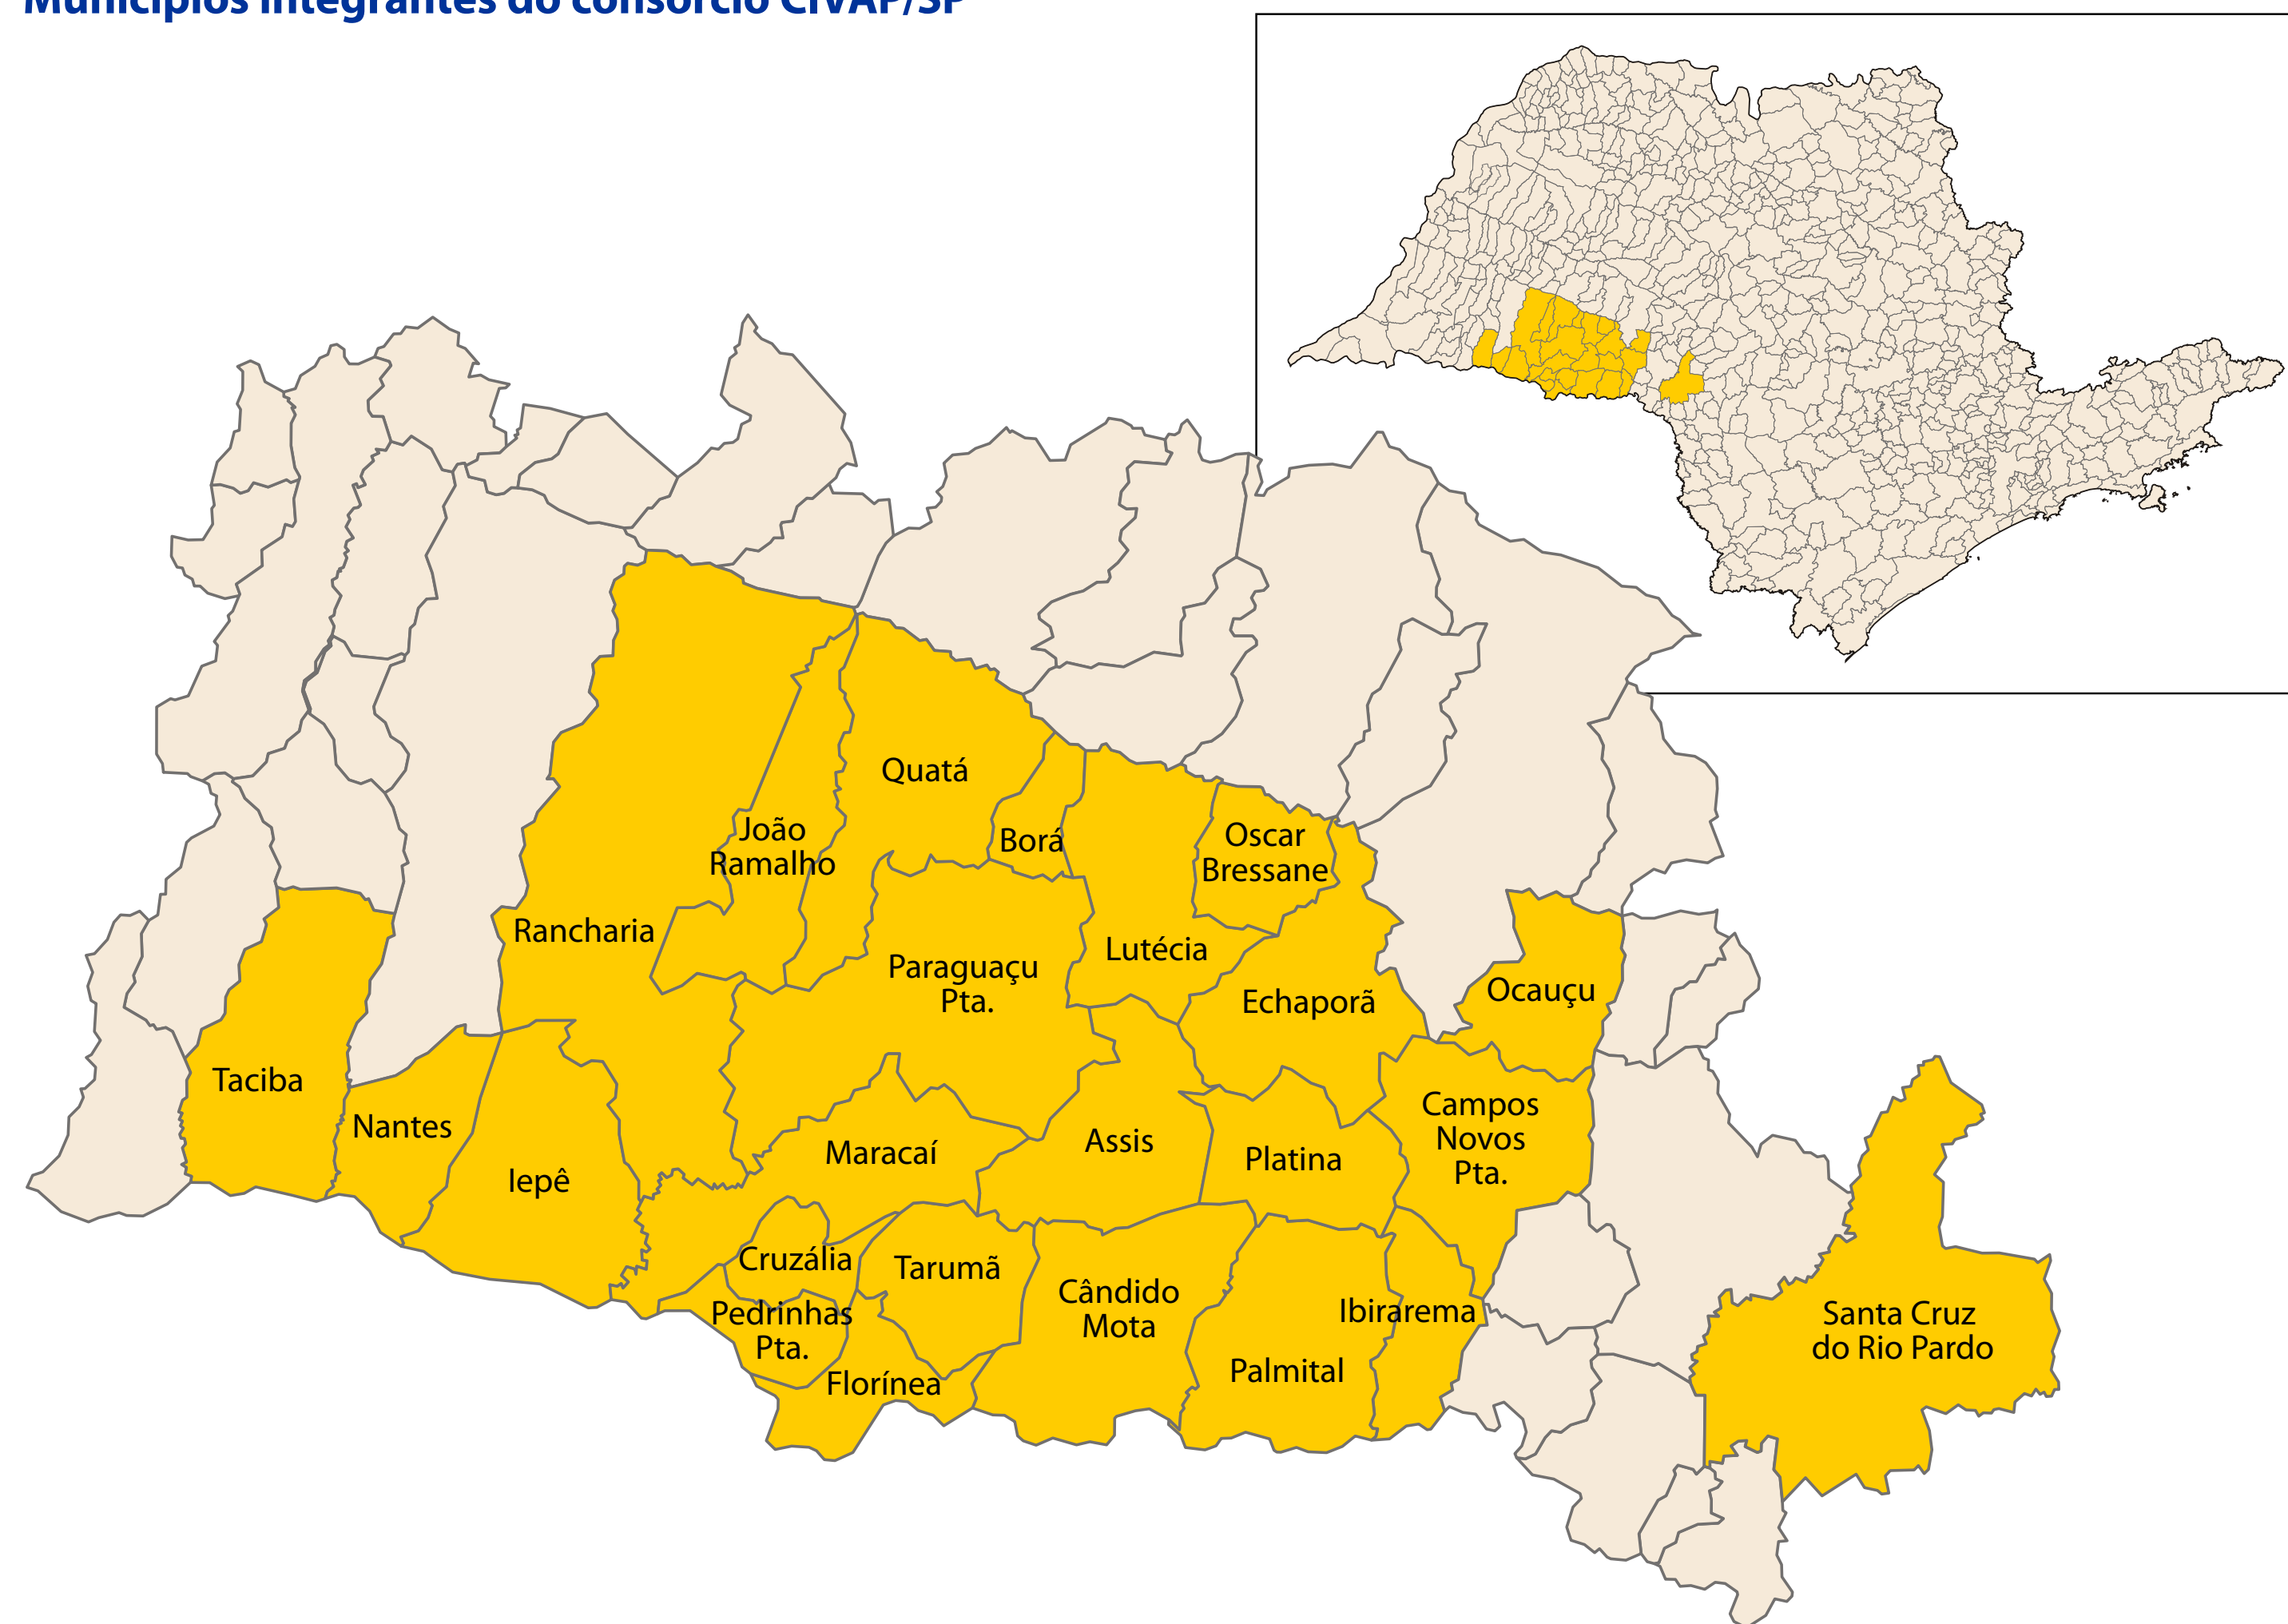 Municípios integrantes do consórcio CIVAP/SP
Quatá
João
Ramalho
Borá
Oscar
Bressane
Rancharia
Lutécia
Paraguaçu
Pta.
Echaporã
Ocauçu
Taciba
Nantes
Campos
Novos
Pta.
Maracaí
Assis
Platina
Iepê
Cruzália
Tarumã
Cândido
Mota
Pedrinhas
Pta.
Ibirarema
Santa Cruz
do Rio Pardo
Palmital
Florínea